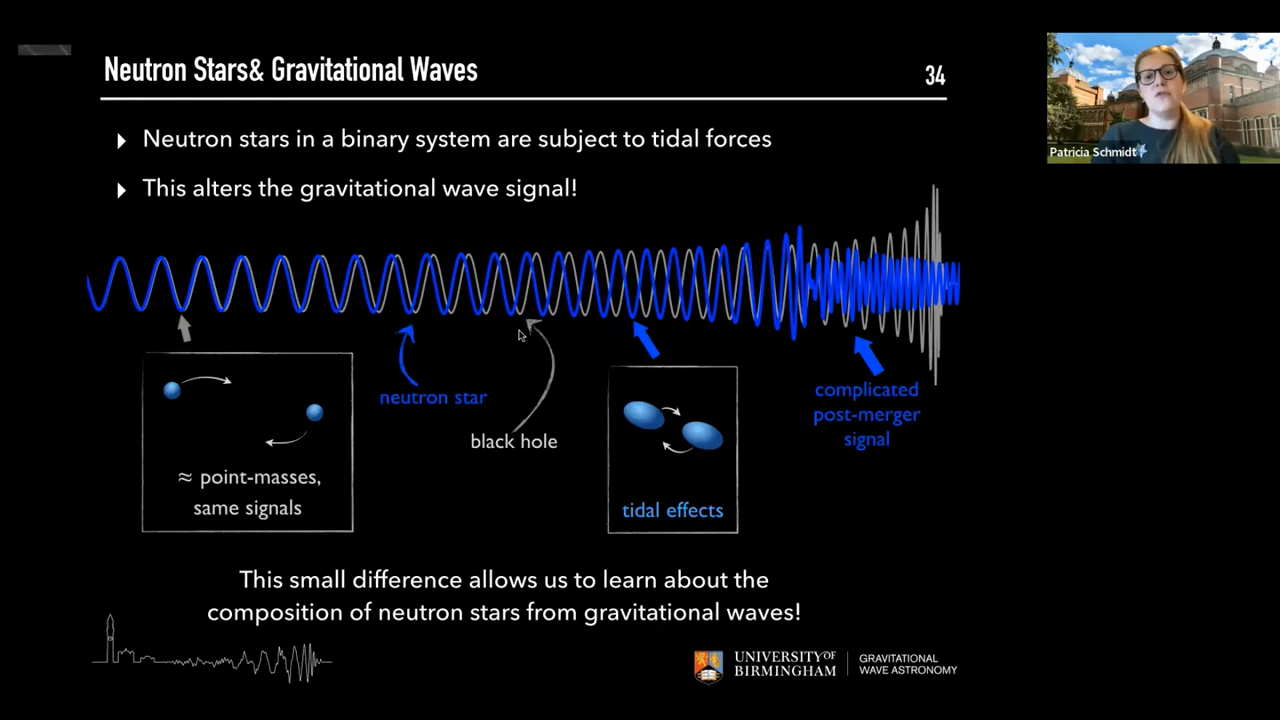 Neutron Stars& Gravitational Waves
34
Neutron stars in a binary system are subject to tidal forces
This alters the gravitational wave signal!
neutron star
black hole
≈ point-masses,
same signals
tidal effects
complicated
post-merger
signal
This small difference allows us to learn about the
composition of neutron stars from gravitational waves!
UNIVERSITY OF
BIRMINGHAM
GRAVITATIONAL
WAVE ASTRONOMY
Patricia Schmidt